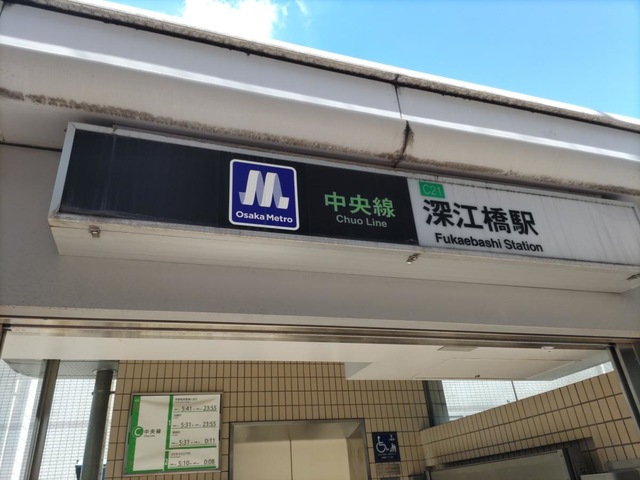 Osaka Metro
中央線
Chuo Line
C21
深江橋駅
Fukaebashi Station
C 中央線
5:41 23:55
5:31 23:55
5:31 0:11
5:10 0:08